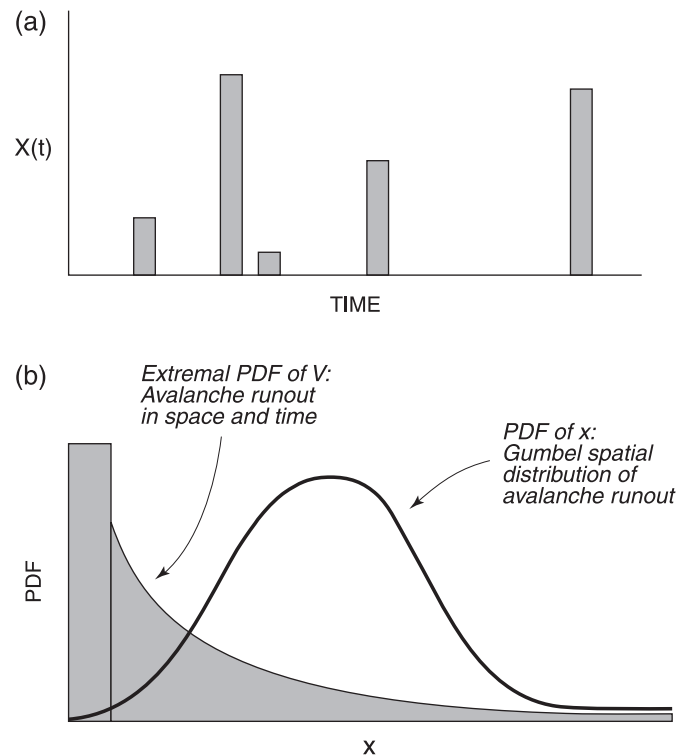 (a)
X(t)
TIME
(b)
Extremal PDF of V:
Avalanche runout
in space and time
PDF of x:
Gumbel spatial
distribution of
avalanche runout
PDF
x